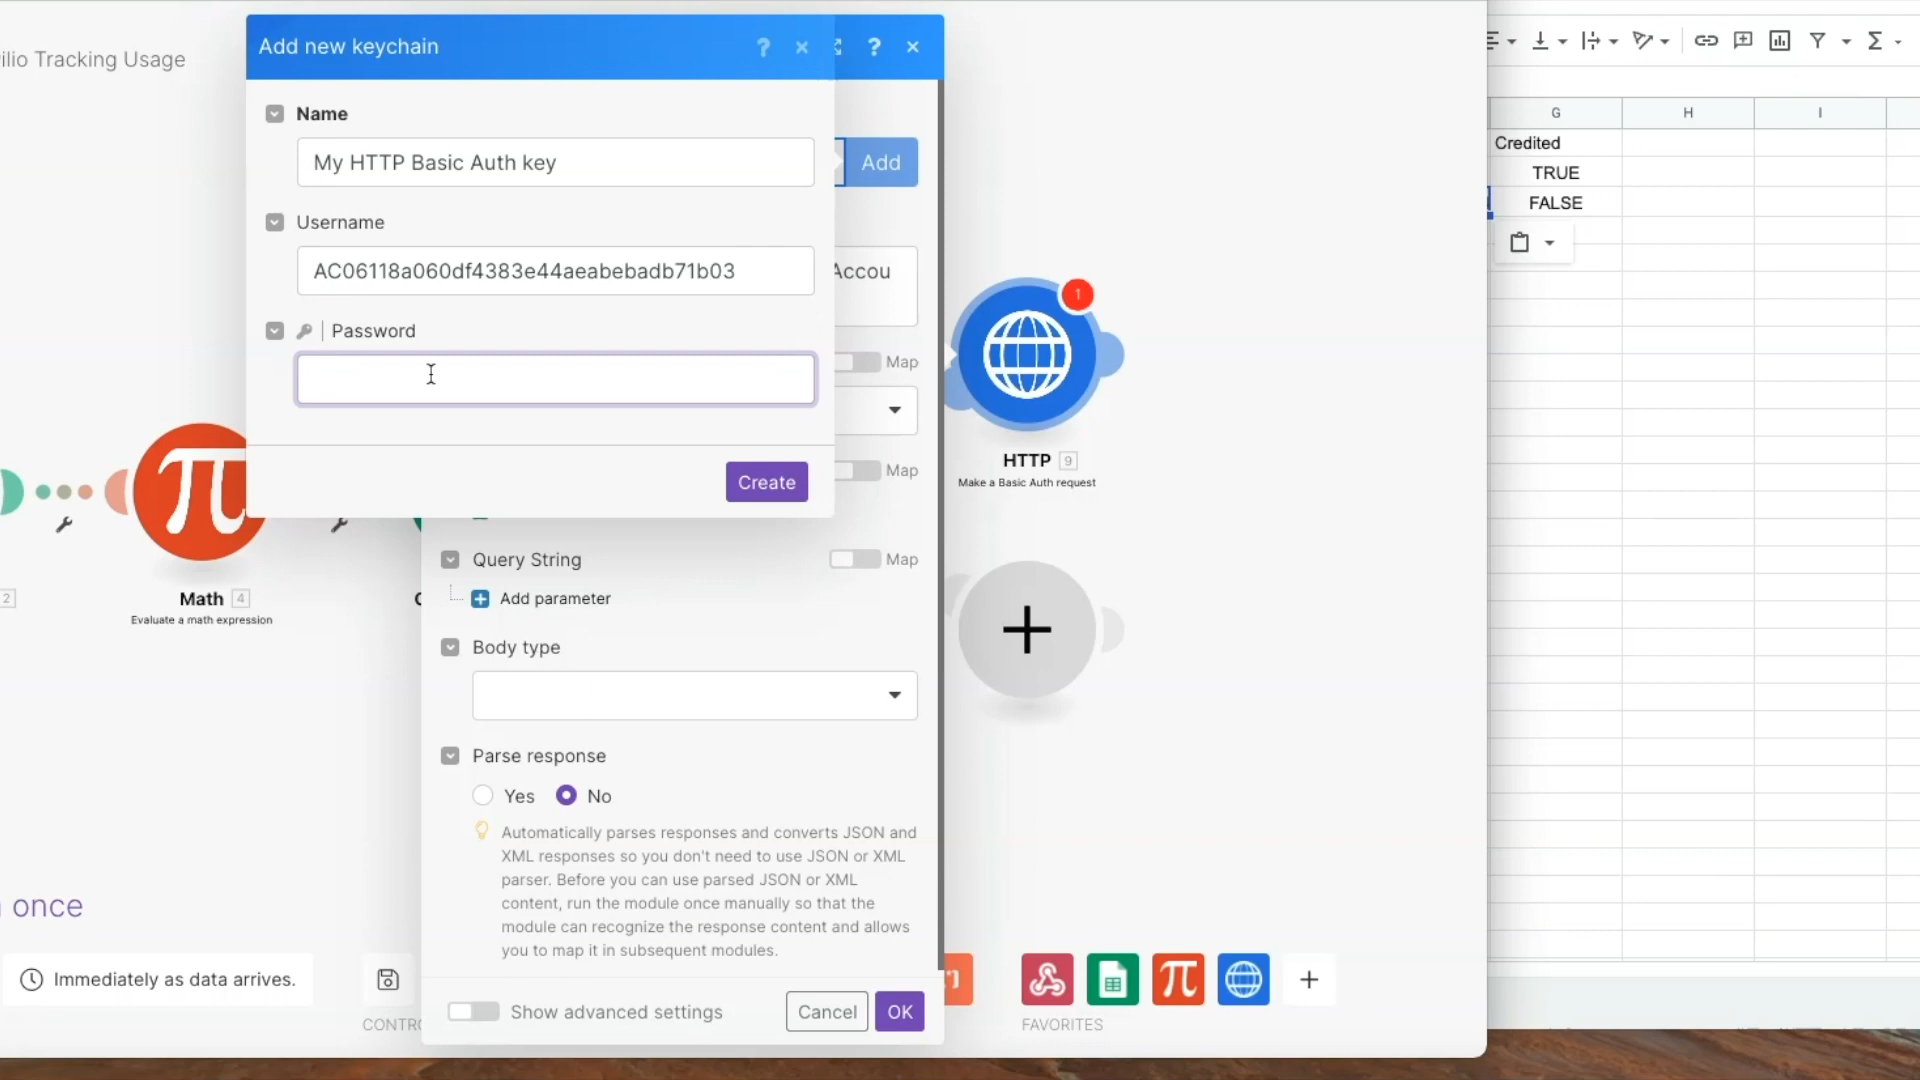 ilio Tracking Usage
Add new keychain
Name
My HTTP Basic Auth key
Add
Username
AC06118a060df4383e44aeabebadb71b03
Accou
Password
Map
Map
Create
Query String
Map
Add parameter
Body type
Parse response
Yes
No
Automatically parses responses and converts JSON and
XML responses so you don't need to use JSON or XML
parser. Before you can use parsed JSON or XML
content, run the module once manually so that the
module can recognize the response content and allows
you to map it in subsequent modules.
Show advanced settings
Cancel
OK
2
Math 4
Evaluate a math expression
1
HTTP 9
Make a Basic Auth request
once
Immediately as data arrives.
CONTR
FAVORITES
G H I
Credited
TRUE
FALSE